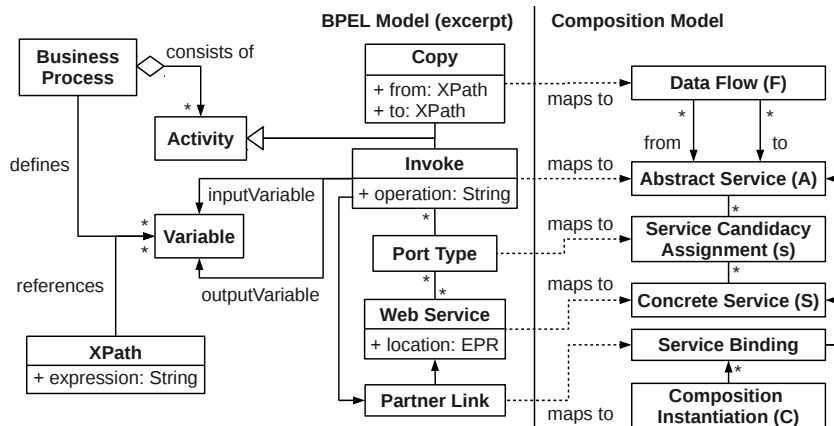 BPEL Model (excerpt)
Composition Model
Business
Process
consists of
*
Activity
Copy
+ from: XPath
+ to: XPath
maps to
Data Flow (F)
*
*
from
to
defines
Invoke
+ operation: String
inputVariable
maps to
Abstract Service (A)
*
*
*
Variable
*
Port Type
maps to
Service Candidacy
Assignment (s)
references
outputVariable
*
*
*
Web Service
+ location: EPR
maps to
Concrete Service (S)
XPath
+ expression: String
Service Binding
*
Partner Link
maps to
Composition
Instantiation (C)